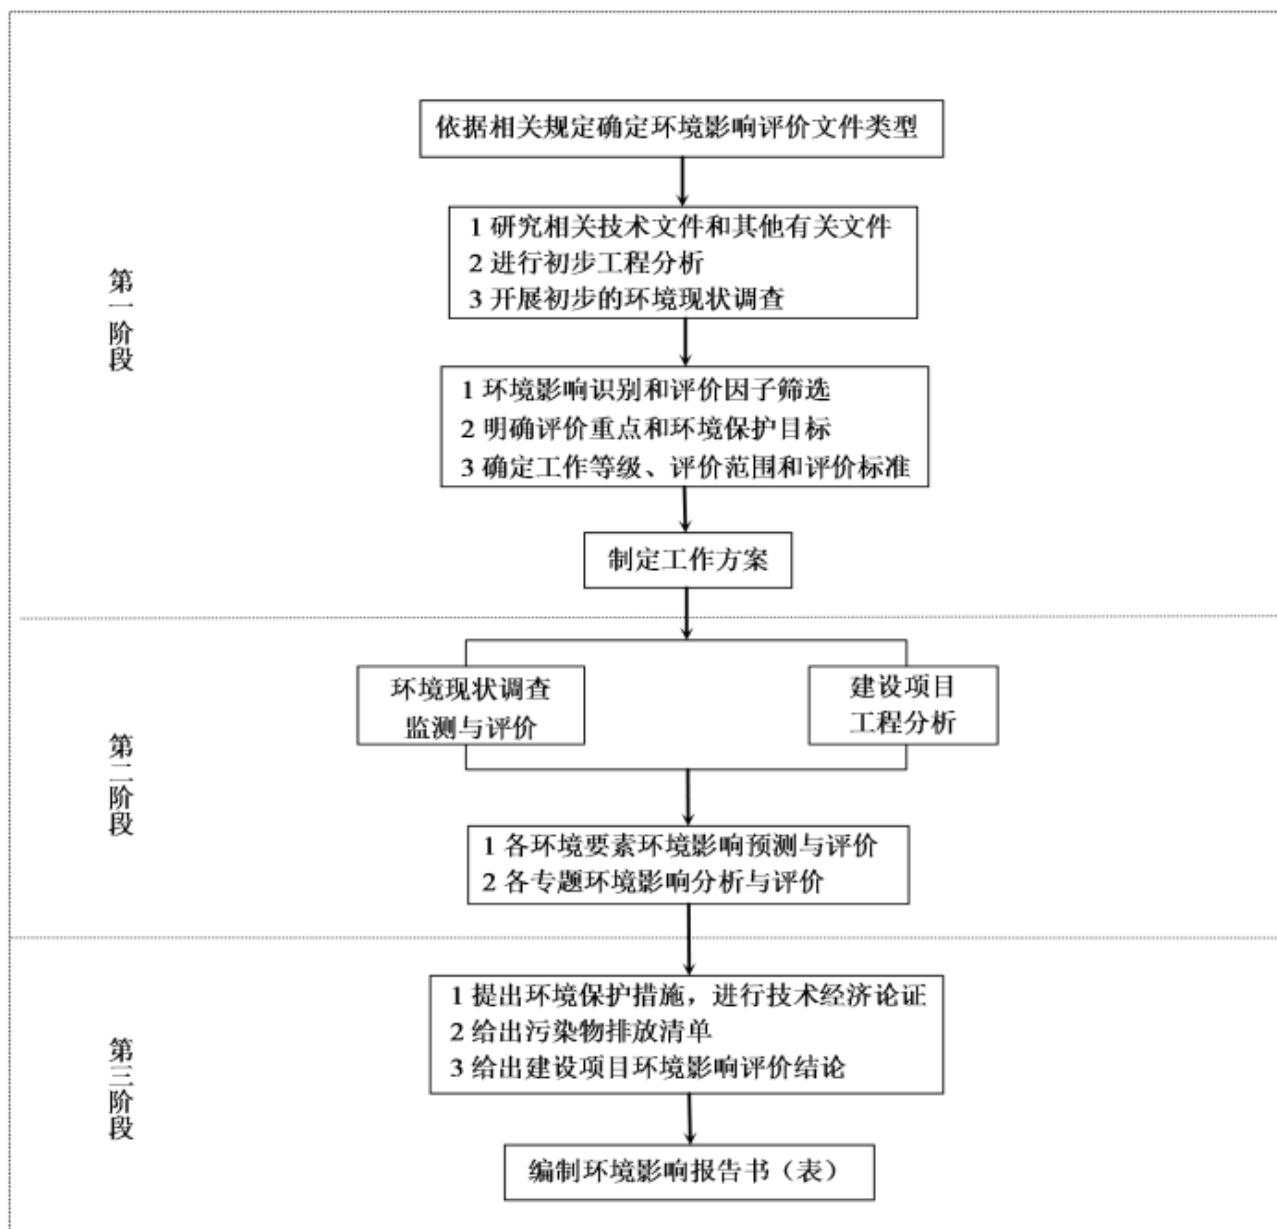 依据相关规定确定环境影响评价文件类型
1 研究相关技术文件和其他有关文件
2 进行初步工程分析
3 开展初步的环境现状调查
第一阶段
1 环境影响识别和评价因子筛选
2 明确评价重点和环境保护目标
3 确定工作等级、评价范围和评价标准
制定工作方案
环境现状调查
监测与评价
建设项目
工程分析
第二阶段
1 各环境要素环境影响预测与评价
2 各专题环境影响分析与评价
1 提出环境保护措施，进行技术经济论证
2 给出污染物排放清单
3 给出建设项目环境影响评价结论
第三阶段
编制环境影响报告书（表）